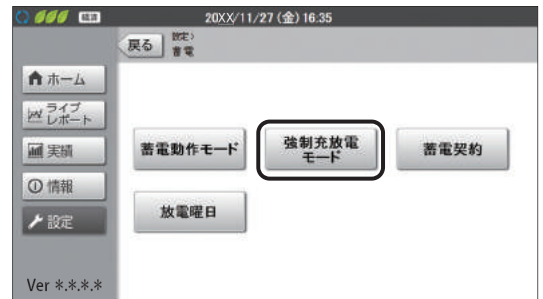 精算 20XX/11/27 (金) 16:35
戻る
設定〉
蓄電
ホーム
ライブ
レポート
実績
情報
設定
蓄電動作モード
強制充放電
モード
蓄電契約
放電曜日
Ver *.*.*.*